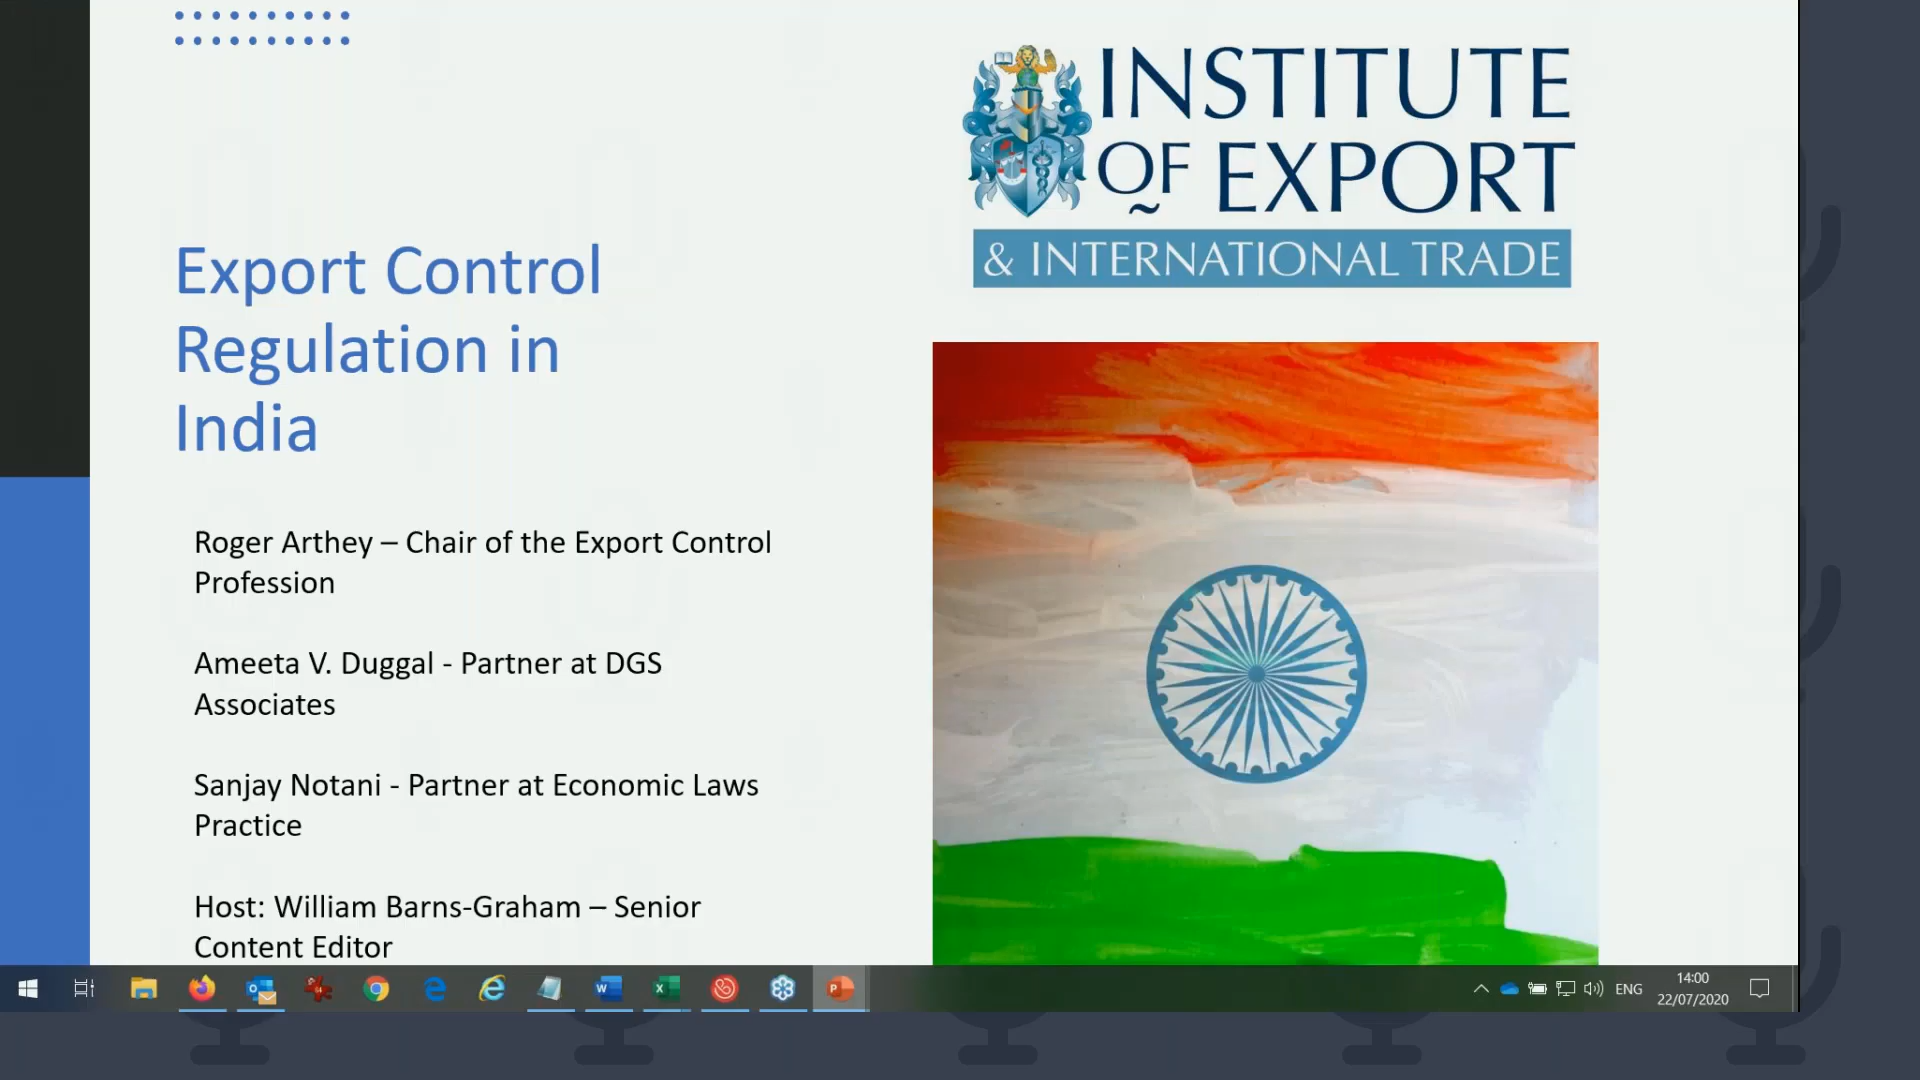 INSTITUTE
OF EXPORT
& INTERNATIONAL TRADE
Export Control
Regulation in
India
Roger Arthey – Chair of the Export Control
Profession
Ameeta V. Duggal - Partner at DGS
Associates
Sanjay Notani - Partner at Economic Laws
Practice
Host: William Barns-Graham – Senior
Content Editor
ENG
14:00
22/07/2020